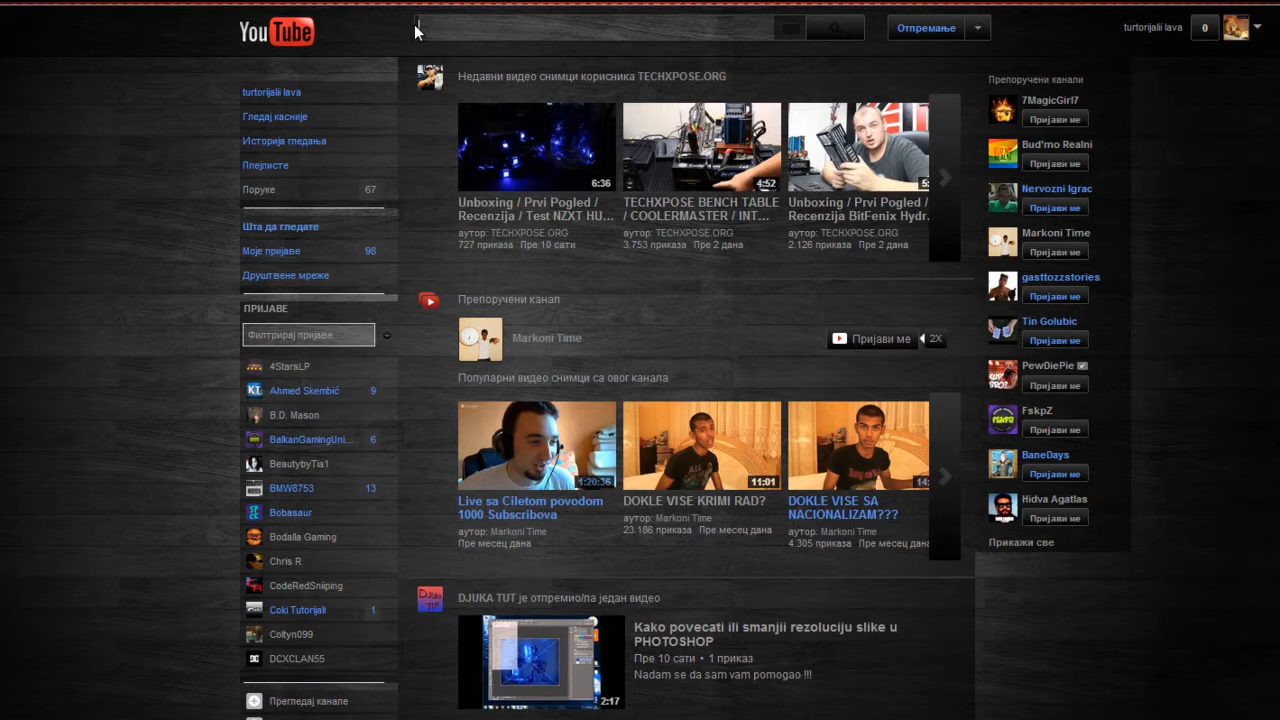 YouTube
Отпремање
turtorijalii lava
0
turtorijalii lava
Гледај касније
Историја гледања
Плејлисте
Поруке 67
Шта да гледате
Моје пријаве 98
Друштвене мреже
ПРИЈАВЕ
Филтрирај пријаве.
4StarsLP
Ahmed Skembić 9
B.D. Mason
BalkanGamingUni... 6
BeautybyTia1
BMW8753 13
Bobasaur
Bodalla Gaming
Chris R
CodeRedSniiping
Coki Tutorijali 1
Coltyn099
DCXCLAN55
Прегледај канале
Недавни видео снимци корисника TECHXPOSE.ORG
6:36
4:52
5:
Unboxing / Prvi Pogled /
Recenzija / Test NZXT HU...
аутор: TECHXPOSE.ORG
727 приказа Пре 10 сати
TECHXPOSE BENCH TABLE
/ COOLERMASTER / INT...
аутор: TECHXPOSE.ORG
3.753 приказа Пре 2 дана
Unboxing / Prvi Pogled /
Recenzija BitFenix Hydr.
аутор: TECHXPOSE.ORG
2.126 приказа Пре 2 дана
Препоручени канал
Markoni Time
Пријави ме 2X
Популарни видео снимци са овог канала
1:20:36
11:01
14:
Live sa Ciletom povodom
1000 Subscribova
аутор: Markoni Time
Пре месец дана
DOKLE VISE KRIMI RAD?
аутор: Markoni Time
23.186 приказа Пре месец дана
DOKLE VISE SA
NACIONALIZAM???
аутор: Markoni Time
4.305 приказа Пре месец дана
DJUKA TUT
DJUKA TUT је отпремио/ла један видео
2:17
Kako povecati ili smanjii rezoluciju slike u
PHOTOSHOP
Пре 10 сати • 1 приказ
Nadam se da sam vam pomogao !!!
Препоручени канали
7MagicGirl7
Пријави ме
Bud'mo Realni
Пријави ме
Nervozni Igrac
Пријави ме
Markoni Time
Пријави ме
gasttozzstories
Пријави ме
Tin Golubic
Пријави ме
PewDiePie
Пријави ме
FskpZ
Пријави ме
BaneDays
Пријави ме
Hidva Agatlas
Пријави ме
Прикажи све